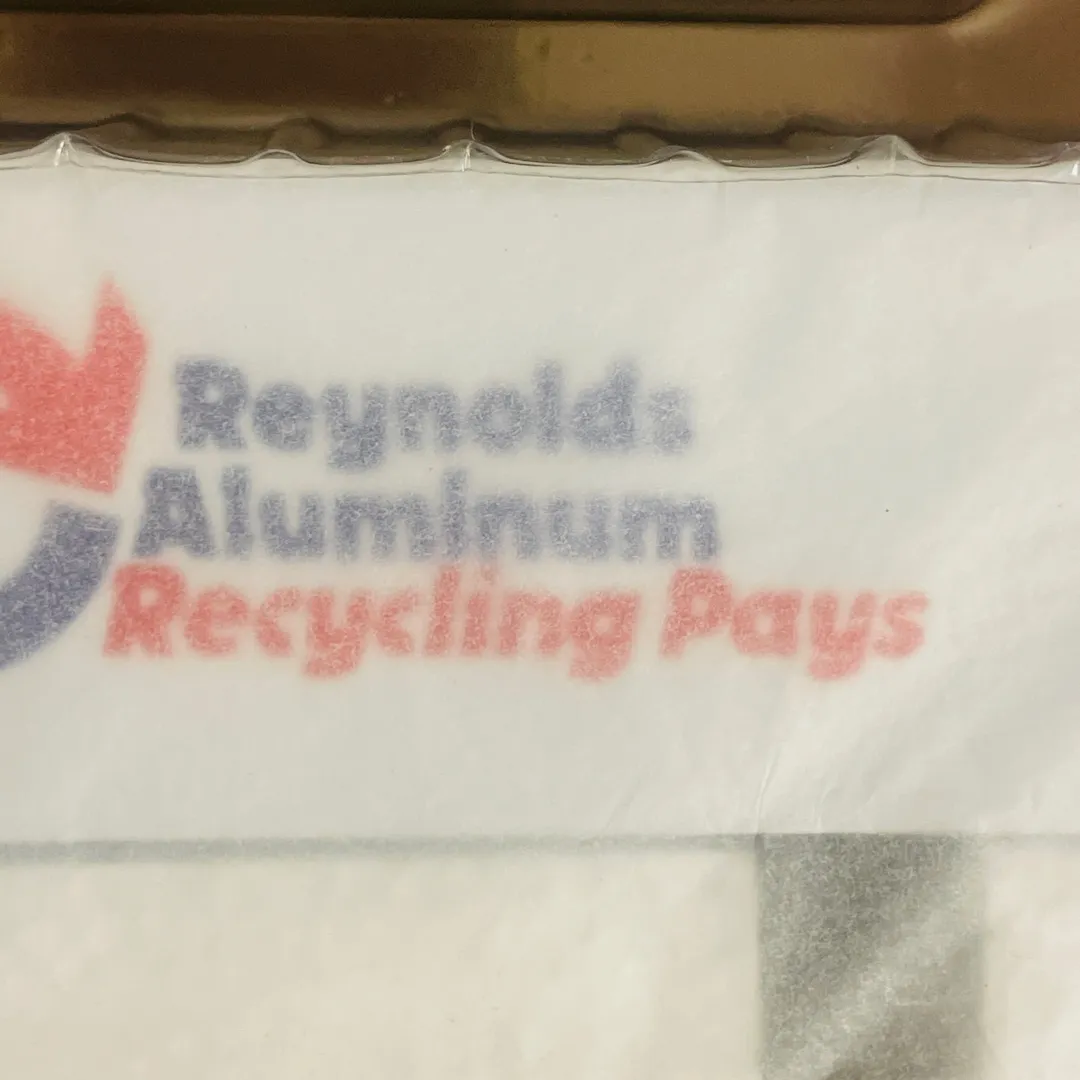 Reynolds
Aluminum
Recycling Pays